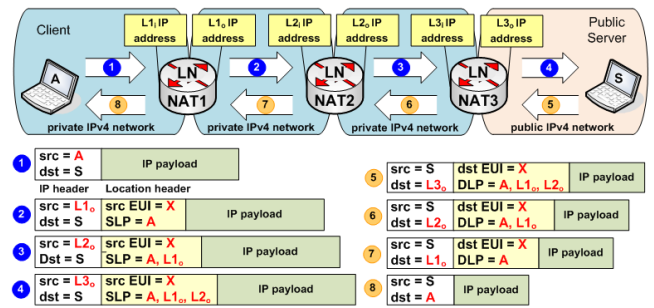 Client
L1i IP address
L1o IP address
L2i IP address
L2o IP address
L3i IP address
L3o IP address
Public Server
A
1
LN
NAT1
2
LN
NAT2
3
LN
NAT3
4
S
8
7
6
5
private IPv4 network
private IPv4 network
private IPv4 network
public IPv4 network
1
src = A
dst = S
IP payload
IP header
Location header
2
src = L1o
dst = S
src EUI = X
SLP = A
IP payload
3
src = L2o
Dst = S
src EUI = X
SLP = A, L1o
IP payload
4
src = L3o
dst = S
src EUI = X
SLP = A, L1o, L2o
IP payload
5
src = S
dst = L3o
dst EUI = X
DLP = A, L1o, L2o
IP payload
6
src = S
dst = L2o
dst EUI = X
DLP = A, L1o
IP payload
7
src = S
dst = L1o
dst EUI = X
DLP = A
IP payload
8
src = S
dst = A
IP payload